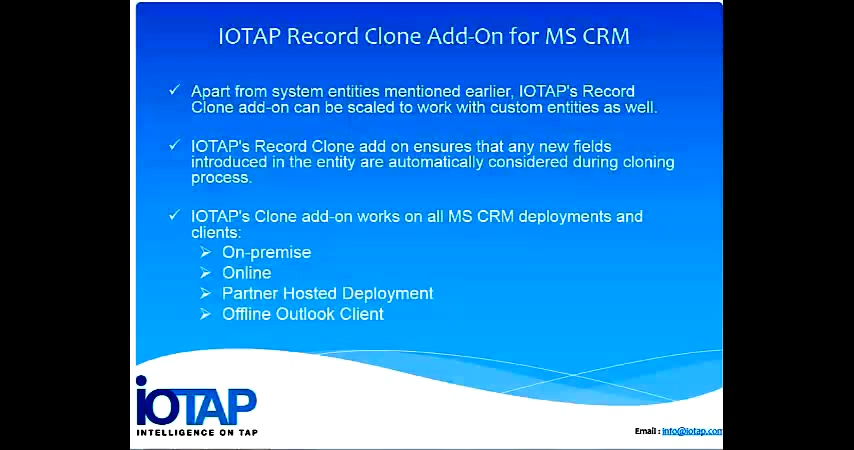 IOTAP Record Clone Add-On for MS CRM
Apart from system entities mentioned earlier, IOTAP's Record
Clone add-on can be scaled to work with custom entities as well.
IOTAP's Record Clone add on ensures that any new fields
introduced in the entity are automatically considered during cloning
process.
IOTAP's Clone add-on works on all MS CRM deployments and
clients:
On-premise
Online
Partner Hosted Deployment
Offline Outlook Client
iOTAP
INTELLIGENCE ON TAP
Email : info@iotap.com